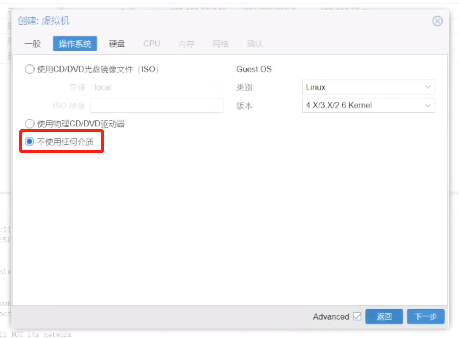 创建: 虚拟机
一般 操作系统 硬盘 CPU 内存 网络 确认
使用CD/DVD光盘镜像文件（ISO） Guest OS:
存储: local 类别: Linux
ISO 映像: 版本: 4.X/3.X/2.6 Kernel
使用物理CD/DVD驱动器
不使用任何介质
Advanced 返回 下一步